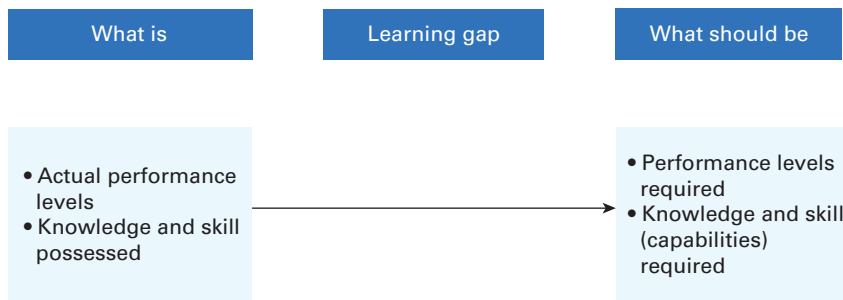 What is
Learning gap
What should be
• Actual performance
levels
• Knowledge and skill
possessed
• Performance levels
required
• Knowledge and skill
(capabilities)
required